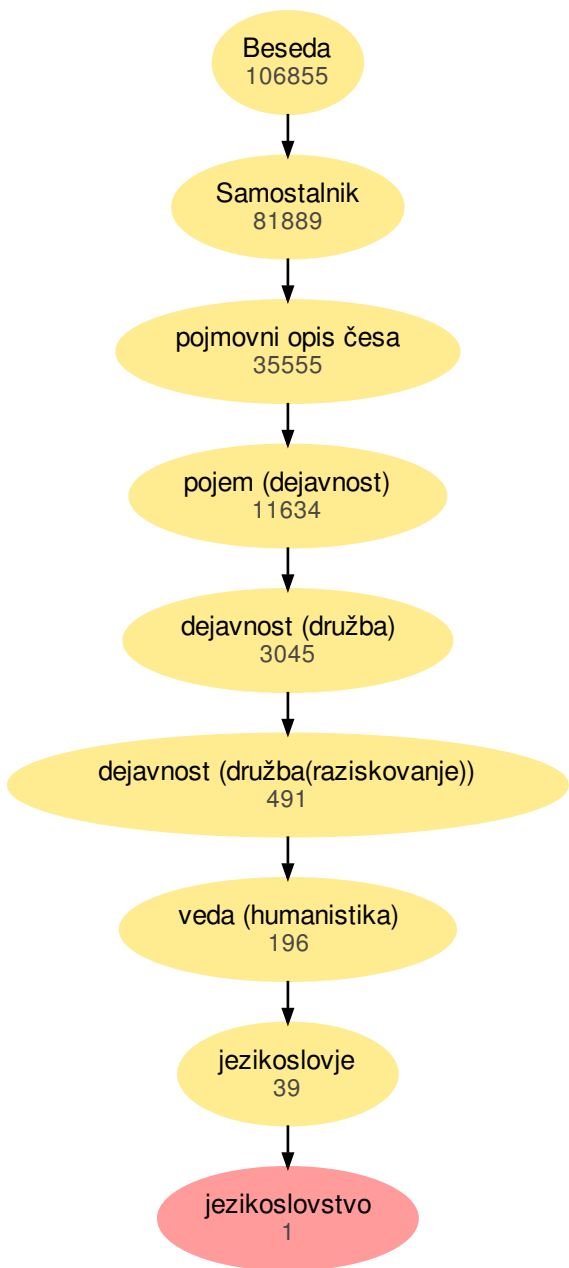 Beseda
106855
Samostalnik
81889
pojmovni opis česa
35555
pojem (dejavnost)
11634
dejavnost (družba)
3045
dejavnost (družba(raziskovanje))
491
veda (humanistika)
196
jezikoslovje
39
jezikoslovstvo
1